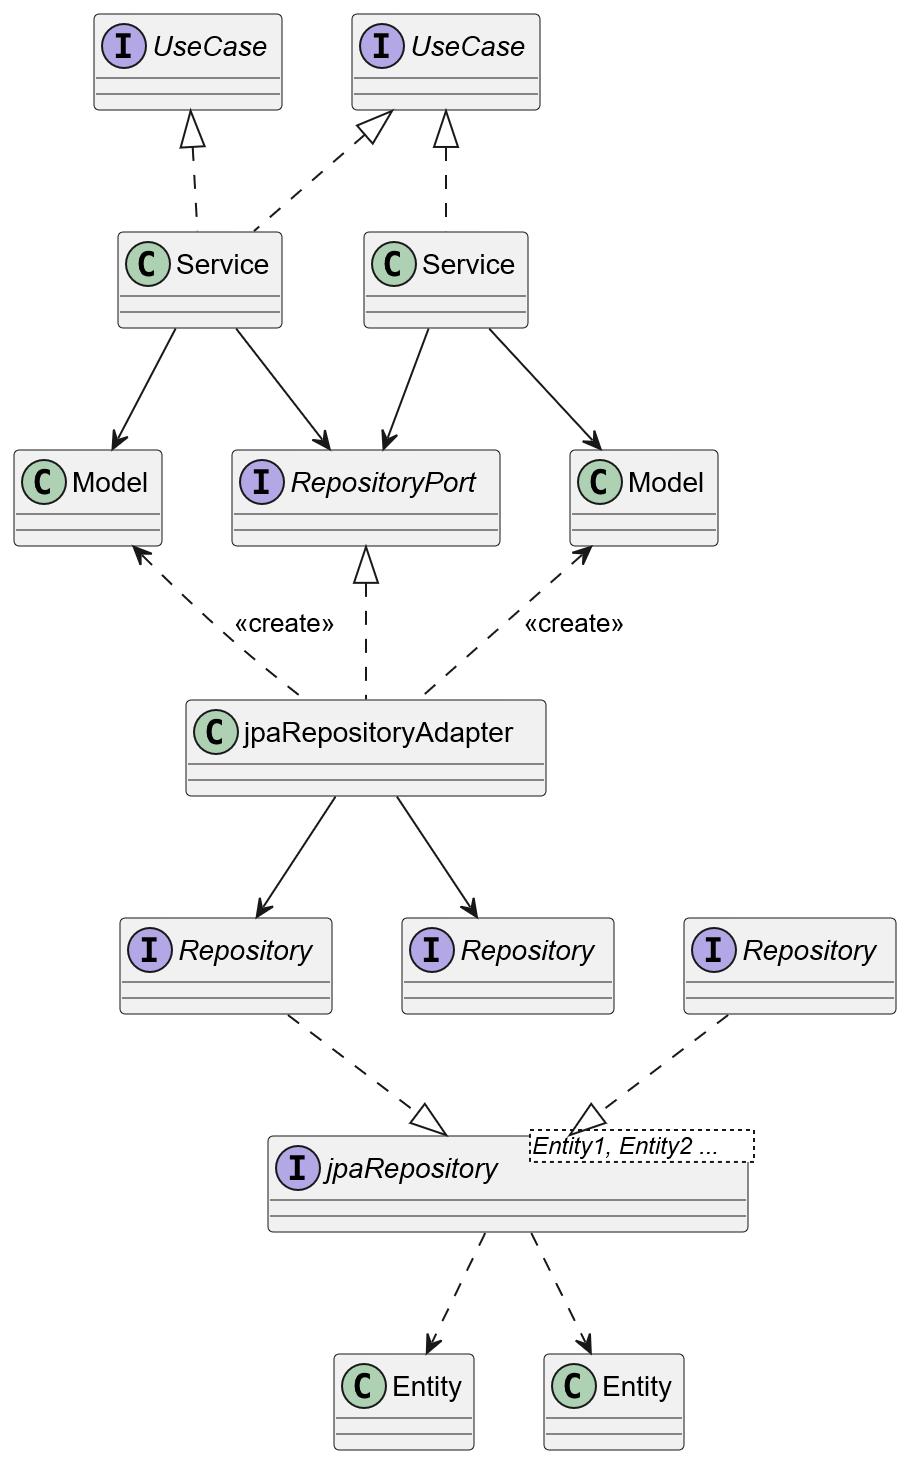 I UseCase
I UseCase
C Service
C Service
C Model
I RepositoryPort
C Model
«create»
«create»
C jpaRepositoryAdapter
I Repository
I Repository
I Repository
Entity1, Entity2 ...
I jpaRepository
C Entity
C Entity